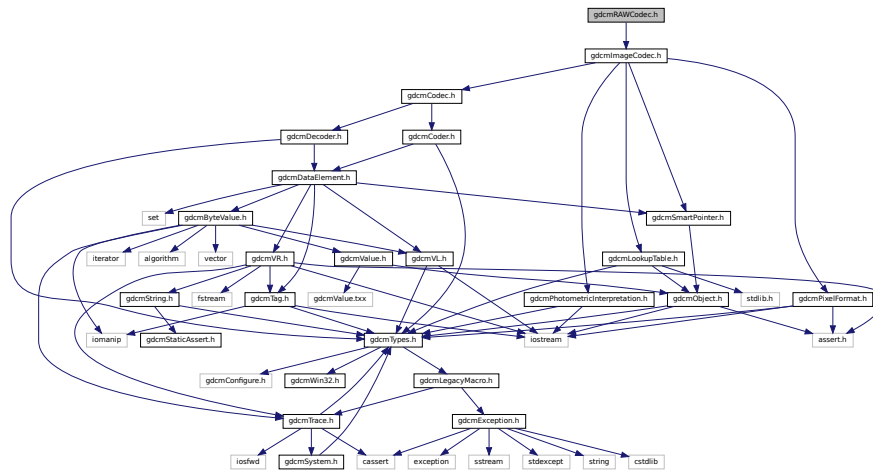 gdcmRAWCodec.h
gdcmImageCodec.h
gdcmCodec.h
gdcmDecoder.h
gdcmCoder.h
gdcmDataElement.h
set
gdcmByteValue.h
gdcmSmartPointer.h
iterator
algorithm
vector
gdcmVR.h
gdcmValue.h
gdcmVL.h
gdcmLookupTable.h
gdcmString.h
fstream
gdcmTag.h
gdcmValue.txx
gdcmPhotometricInterpretation.h
gdcmObject.h
stdlib.h
gdcmPixelFormat.h
iomanip
gdcmStaticAssert.h
gdcmTypes.h
iostream
assert.h
gdcmConfigure.h
gdcmWin32.h
gdcmLegacyMacro.h
gdcmTrace.h
gdcmException.h
iosfwd
gdcmSystem.h
cassert
exception
sstream
stdexcept
string
cstdlib